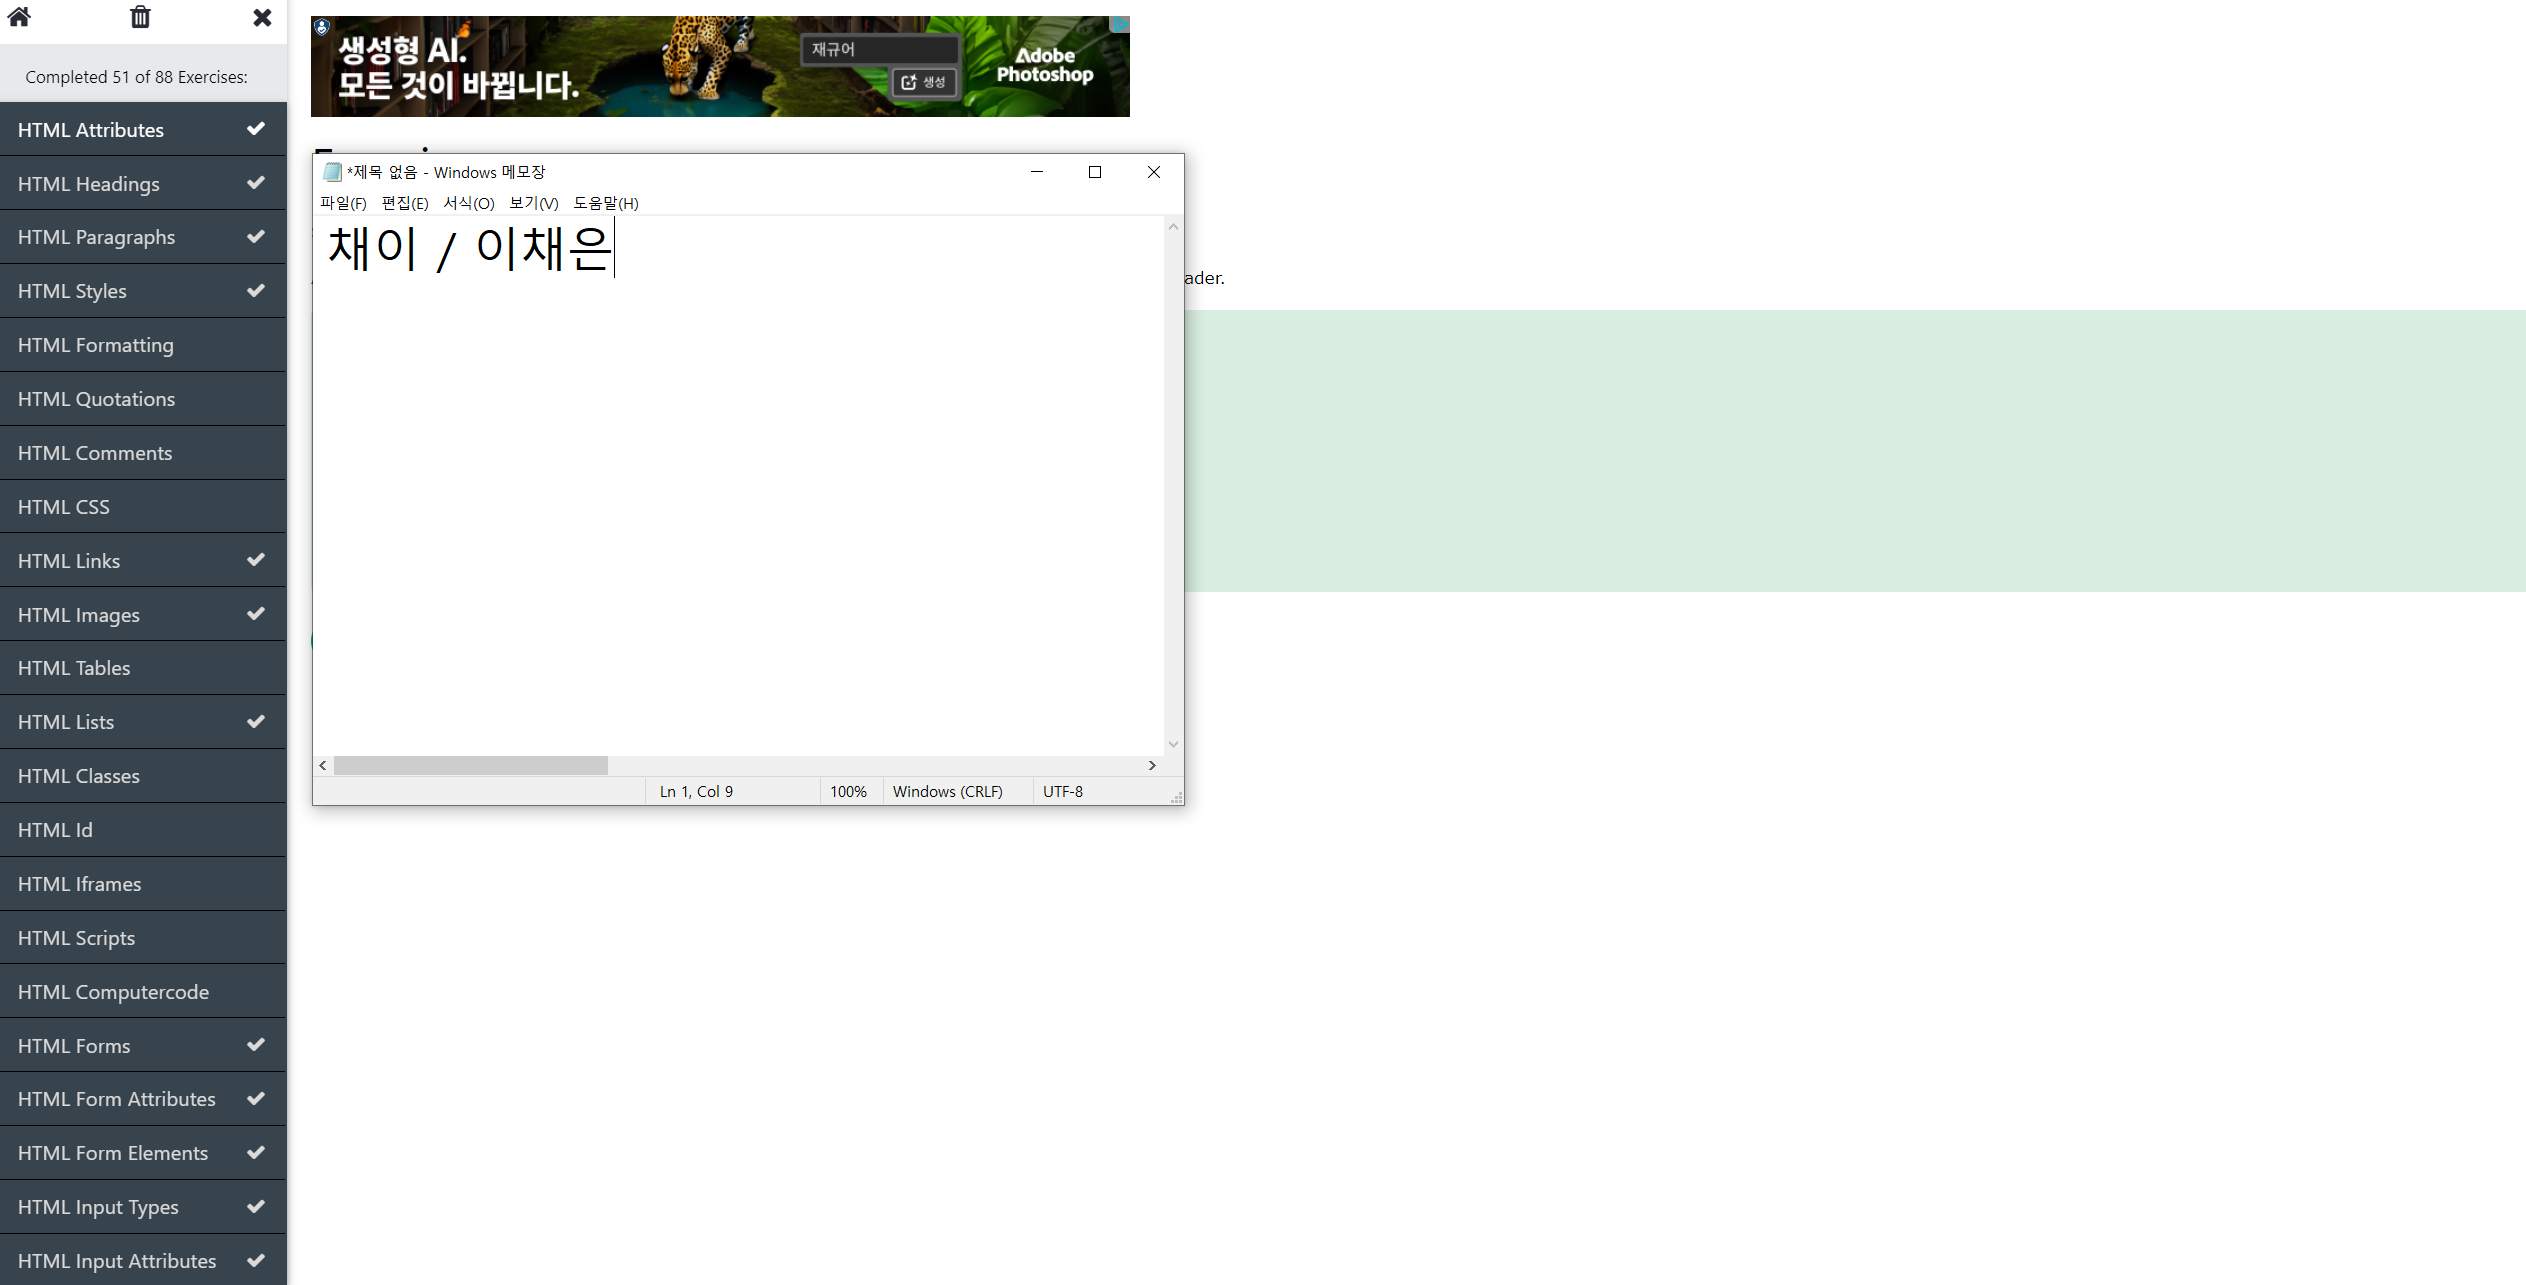 Completed 51 of 88 Exercises:
HTML Attributes
HTML Headings
HTML Paragraphs
HTML Styles
HTML Formatting
HTML Quotations
HTML Comments
HTML CSS
HTML Links
HTML Images
HTML Tables
HTML Lists
HTML Classes
HTML Id
HTML Iframes
HTML Scripts
HTML Computercode
HTML Forms
HTML Form Attributes
HTML Form Elements
HTML Input Types
HTML Input Attributes
생성형 AI.
모든 것이 바뀝니다.
재규어
생성
Adobe
Photoshop
*제목 없음 - Windows 메모장
파일(F) 편집(E) 서식(O) 보기(V) 도움말(H)
채이 / 이채은
ader.
Ln 1, Col 9 100% Windows (CRLF) UTF-8